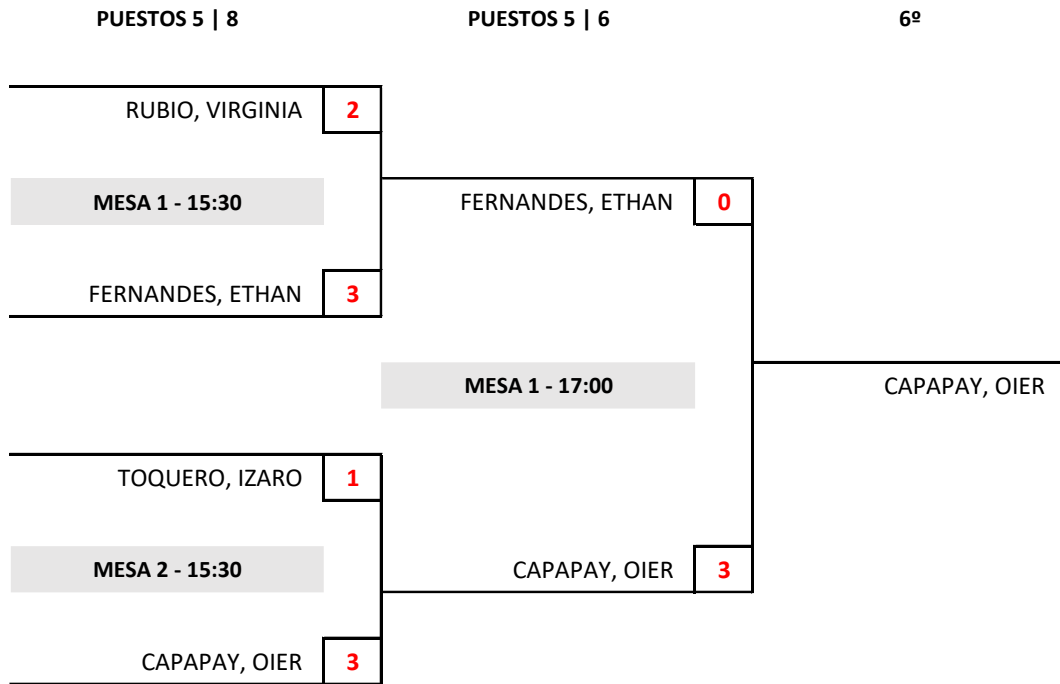 PUESTOS 5 | 8 PUESTOS 5 | 6 6º
RUBIO, VIRGINIA 2
MESA 1 - 15:30 FERNANDES, ETHAN 0
FERNANDES, ETHAN 3
MESA 1 - 17:00 CAPAPAY, OIER
TOQUERO, IZARO 1
MESA 2 - 15:30 CAPAPAY, OIER 3
CAPAPAY, OIER 3